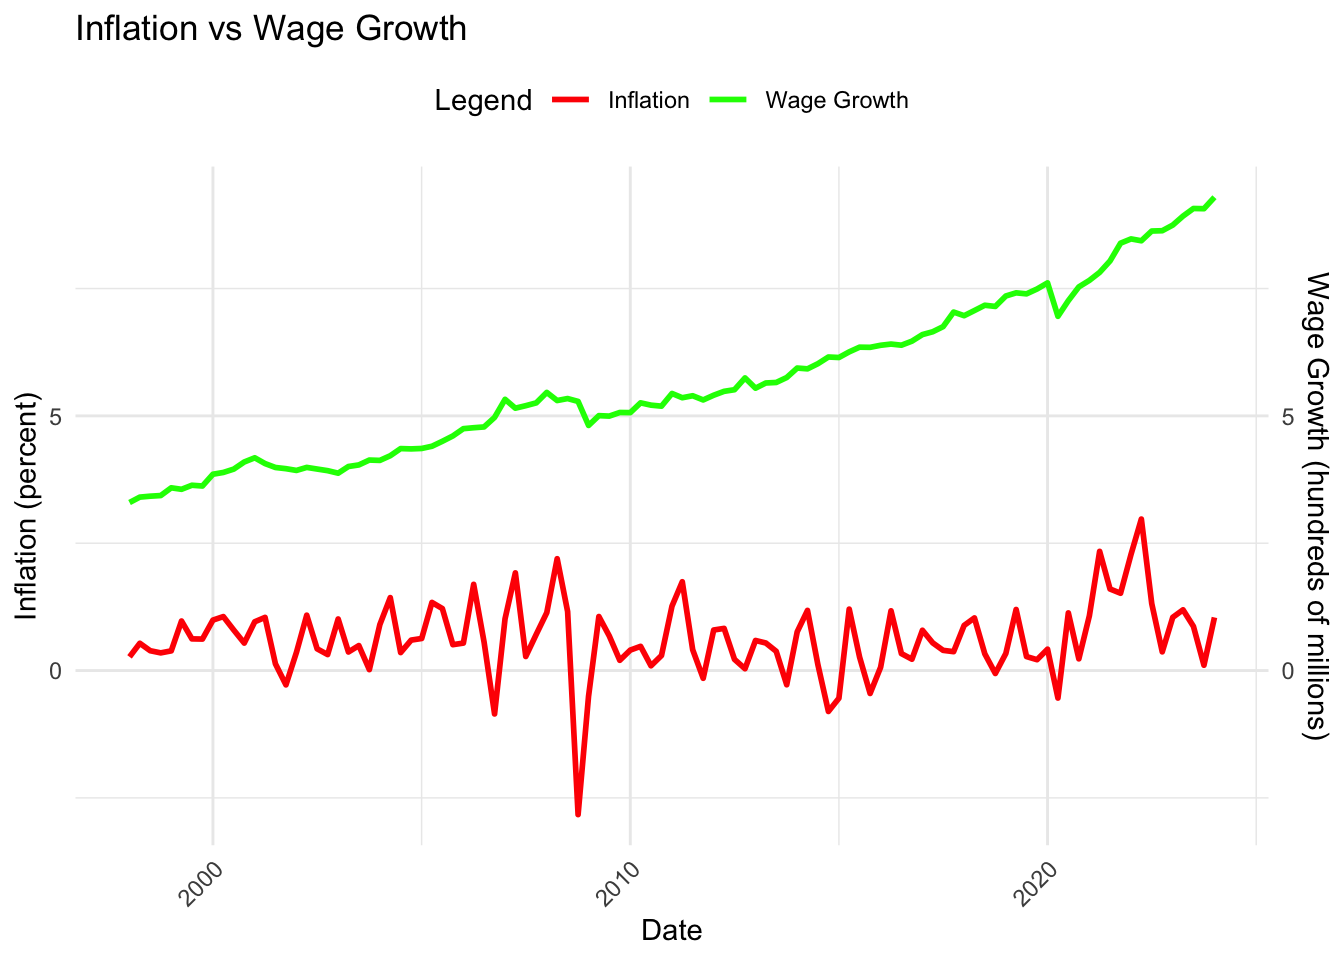 Inflation vs Wage Growth
Legend Inflation Wage Growth
Inflation (percent)
5
0
5
0
Wage Growth (hundreds of millions)
2000
2010
2020
Date